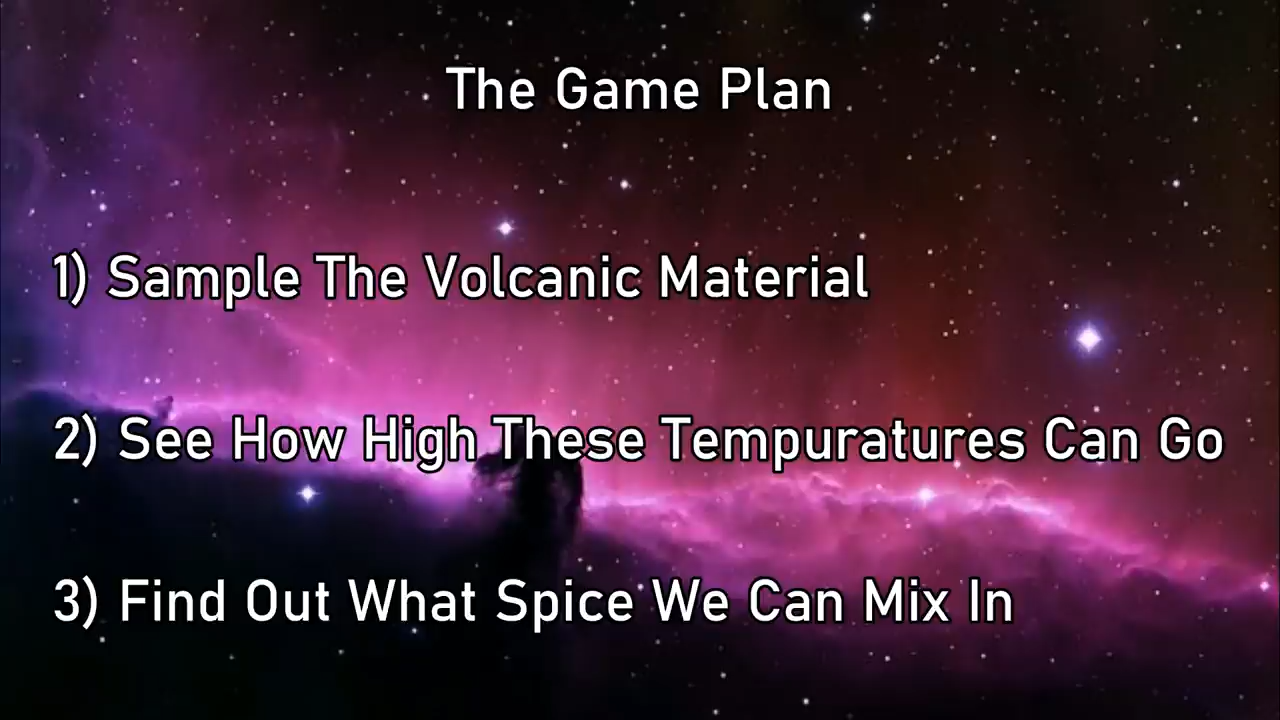 The Game Plan
1) Sample The Volcanic Material
2) See How High These Tempuratures Can Go
3) Find Out What Spice We Can Mix In